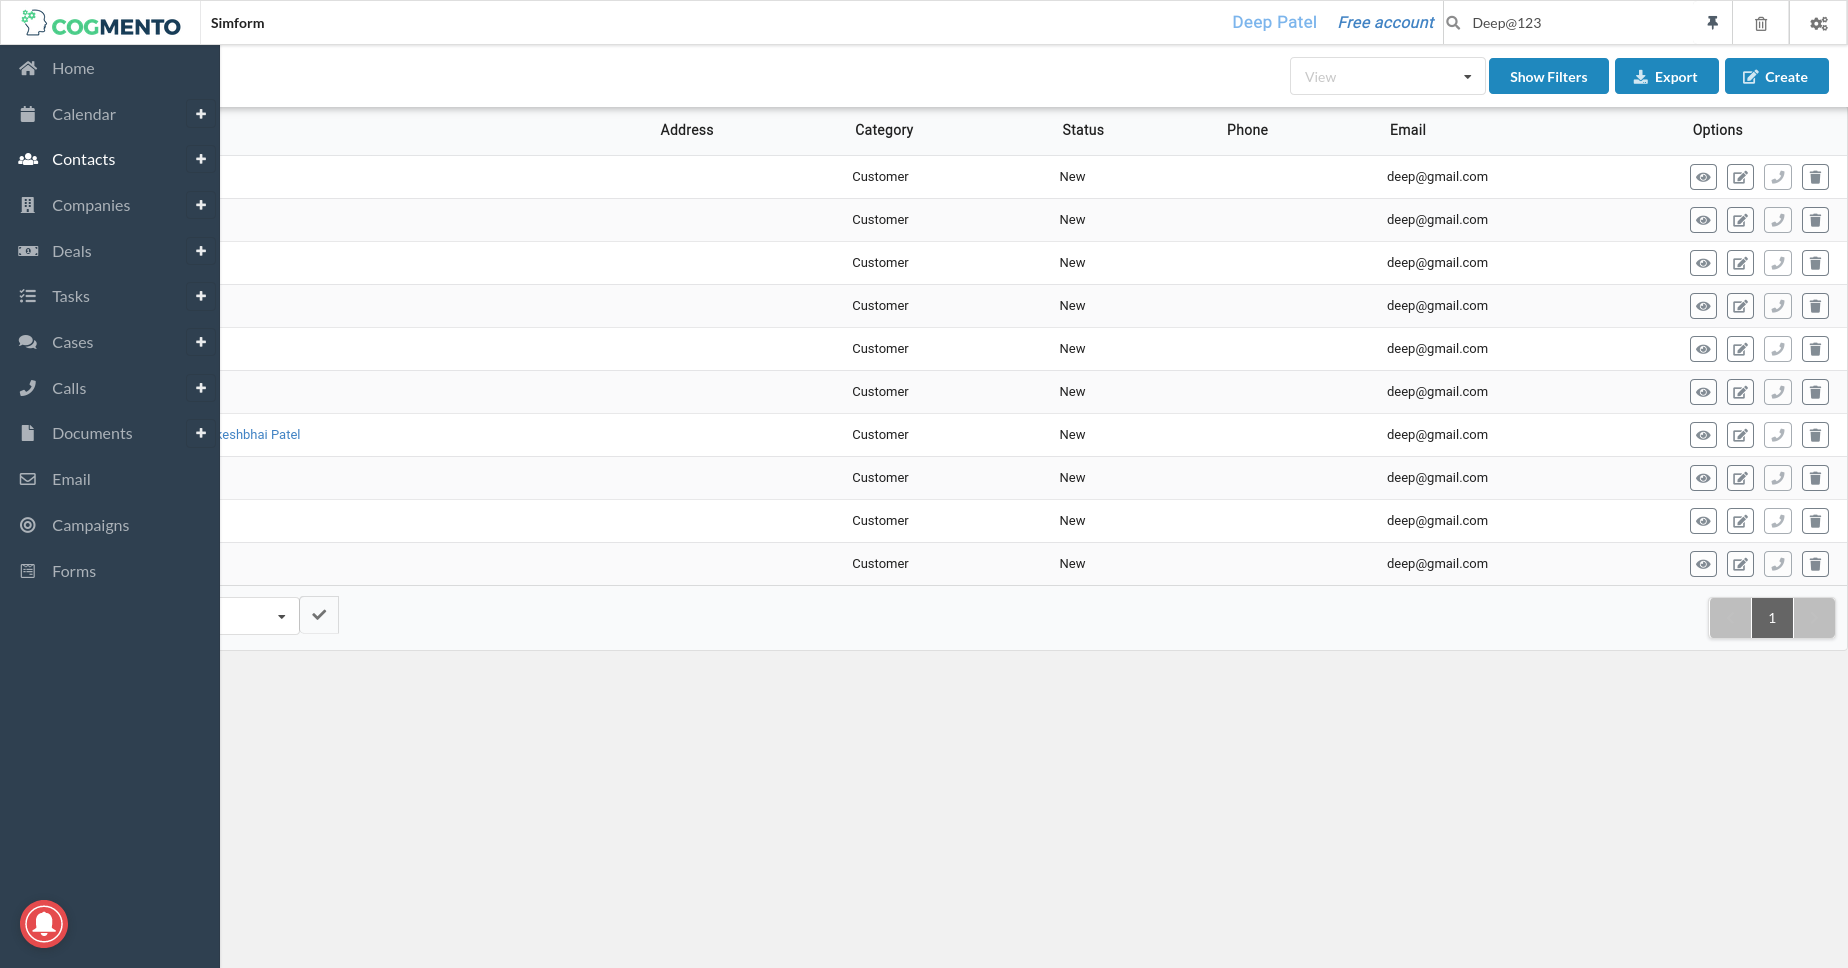 COGMENTO
Simform
Deep Patel Free account Deep@123
Home
View Show Filters Export Create
Calendar
Address Category Status Phone Email Options
Contacts
Customer New deep@gmail.com
Companies
Customer New deep@gmail.com
Deals
Customer New deep@gmail.com
Tasks
Customer New deep@gmail.com
Cases
Customer New deep@gmail.com
Calls
Customer New deep@gmail.com
Documents
keshbhai Patel Customer New deep@gmail.com
Email
Customer New deep@gmail.com
Campaigns
Customer New deep@gmail.com
Forms
Customer New deep@gmail.com
1